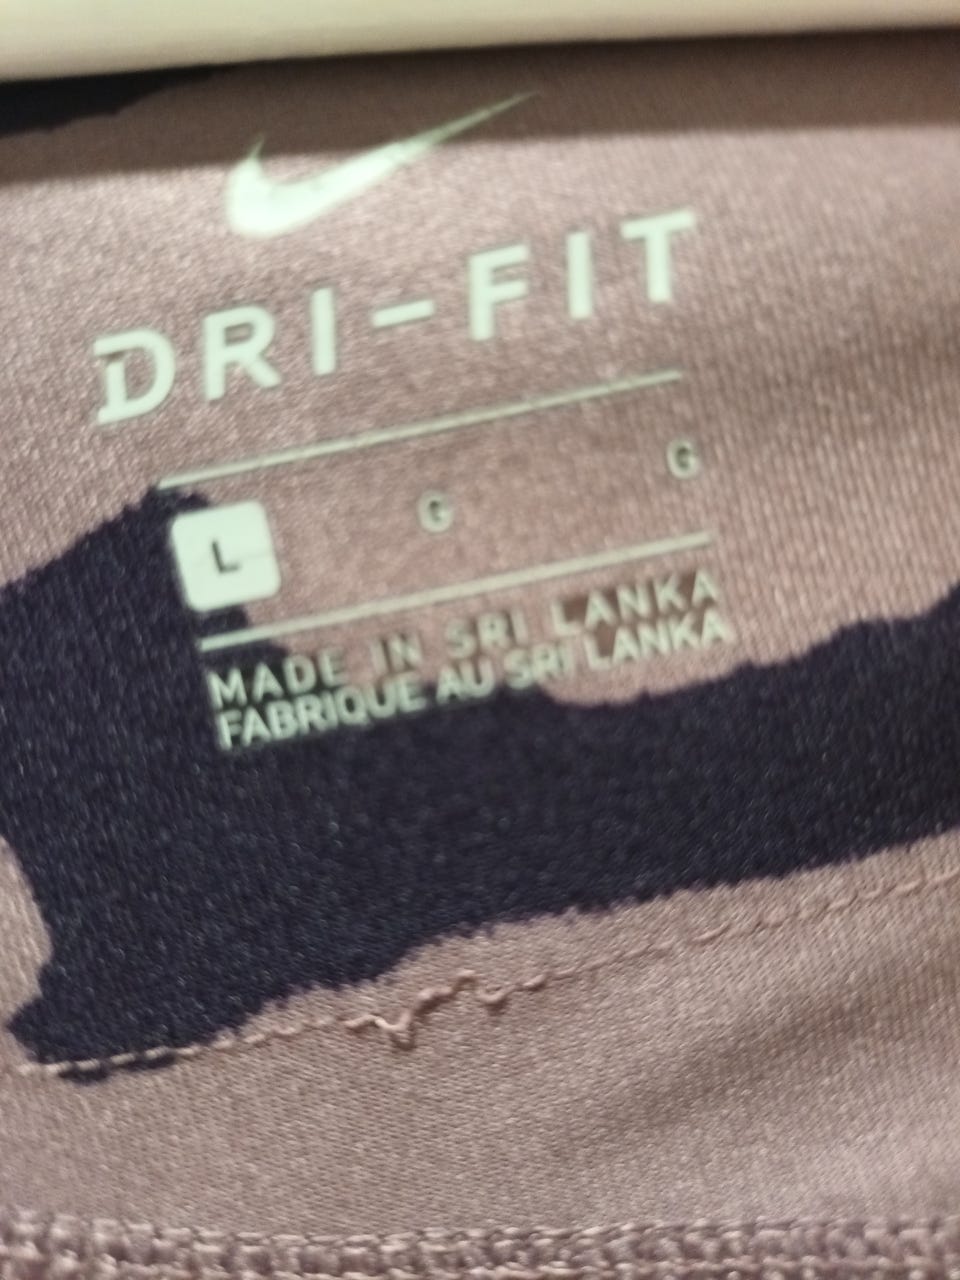 DRI-FIT
L G G
MADE IN SRI LANKA
FABRIQUE AU SRI LANKA